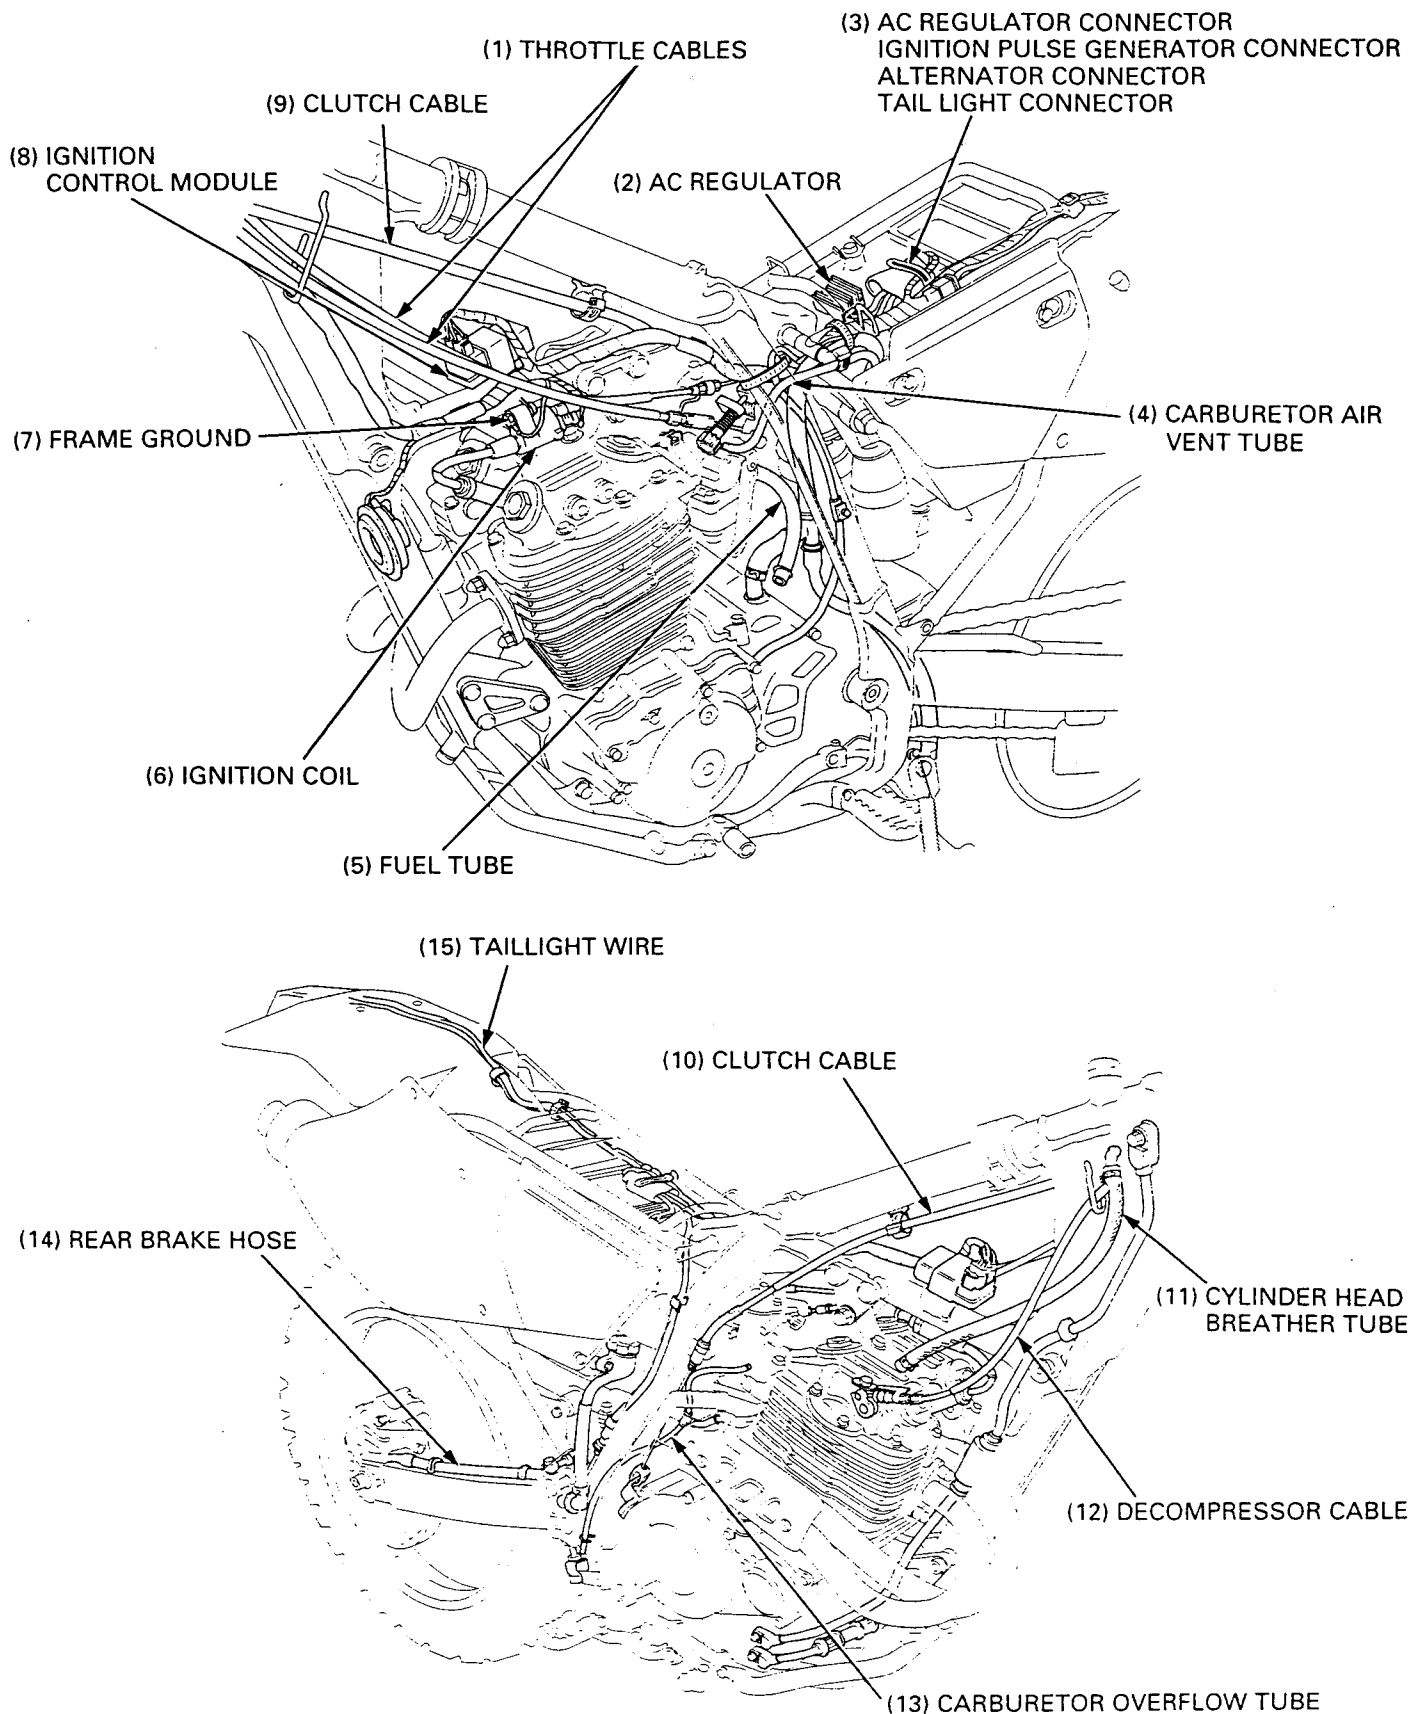 (3) AC REGULATOR CONNECTOR
IGNITION PULSE GENERATOR CONNECTOR
ALTERNATOR CONNECTOR
TAIL LIGHT CONNECTOR
(1) THROTTLE CABLES
(9) CLUTCH CABLE
(8) IGNITION
CONTROL MODULE
(2) AC REGULATOR
(4) CARBURETOR AIR
VENT TUBE
(7) FRAME GROUND
(6) IGNITION COIL
(5) FUEL TUBE
(15) TAILLIGHT WIRE
(10) CLUTCH CABLE
(14) REAR BRAKE HOSE
(11) CYLINDER HEAD
BREATHER TUBE
(12) DECOMPRESSOR CABLE
(13) CARBURETOR OVERFLOW TUBE